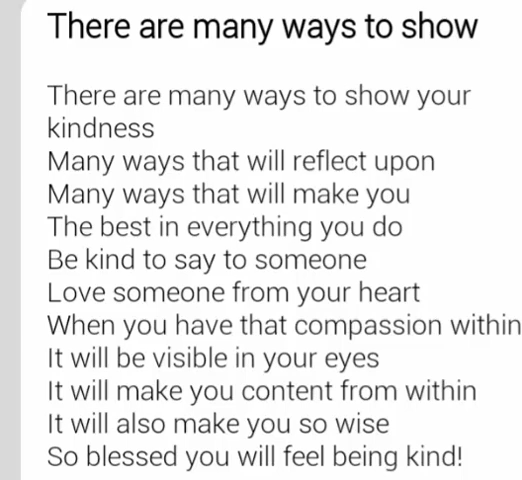 There are many ways to show
There are many ways to show your
kindness
Many ways that will reflect upon
Many ways that will make you
The best in everything you do
Be kind to say to someone
Love someone from your heart
When you have that compassion within
It will be visible in your eyes
It will make you content from within
It will also make you so wise
So blessed you will feel being kind!